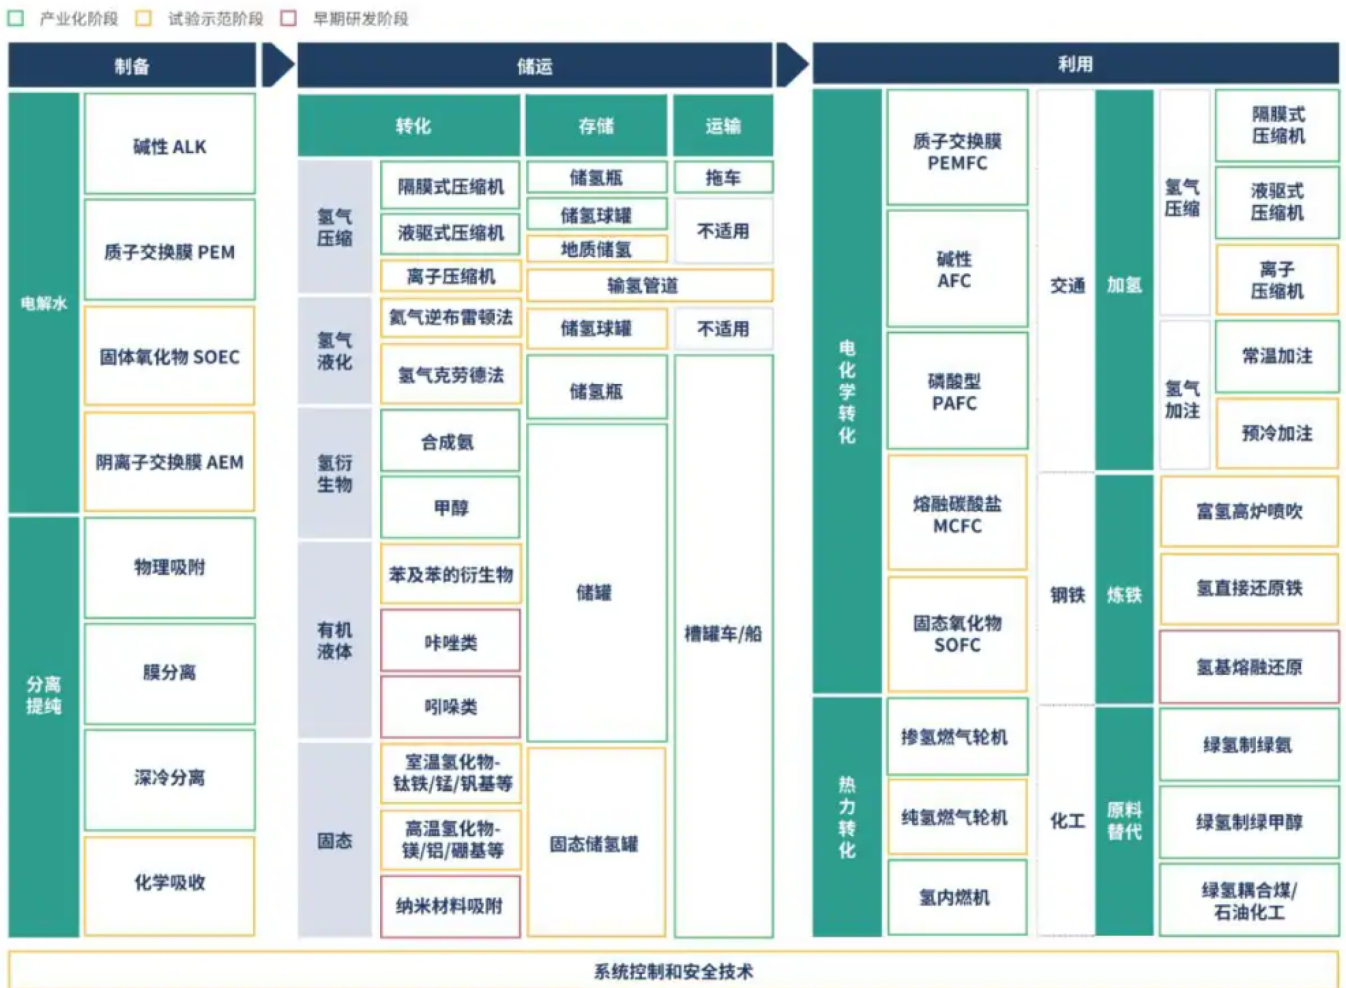 产业化阶段 试验示范阶段 早期研发阶段
制备
储运
利用
电解水
碱性 ALK
质子交换膜 PEM
固体氧化物 SOEC
阴离子交换膜 AEM
分离
提纯
物理吸附
膜分离
深冷分离
化学吸收
转化
存储
运输
氢气
压缩
隔膜式压缩机
液驱式压缩机
离子压缩机
储氢瓶
储氢球罐
地质储氢
输氢管道
拖车
不适用
氢气
液化
氦气逆布雷顿法
氢气克劳德法
储氢球罐
不适用
储氢瓶
氢衍
生物
合成氨
甲醇
储罐
槽罐车/船
有机
液体
苯及苯的衍生物
咔唑类
吲哚类
固态
室温氢化物-
钛铁/锰/钒基等
高温氢化物-
镁/铝/硼基等
纳米材料吸附
固态储氢罐
电化学转化
质子交换膜
PEMFC
碱性
AFC
磷酸型
PAFC
熔融碳酸盐
MCFC
固态氧化物
SOFC
热力转化
掺氢燃气轮机
纯氢燃气轮机
氢内燃机
交通
加氢
氢气
压缩
隔膜式
压缩机
液驱式
压缩机
离子
压缩机
氢气
加注
常温加注
预冷加注
钢铁
炼铁
富氢高炉喷吹
氢直接还原铁
氢基熔融还原
化工
原料
替代
绿氢制绿氨
绿氢制绿甲醇
绿氢耦合煤/
石油化工
系统控制和安全技术